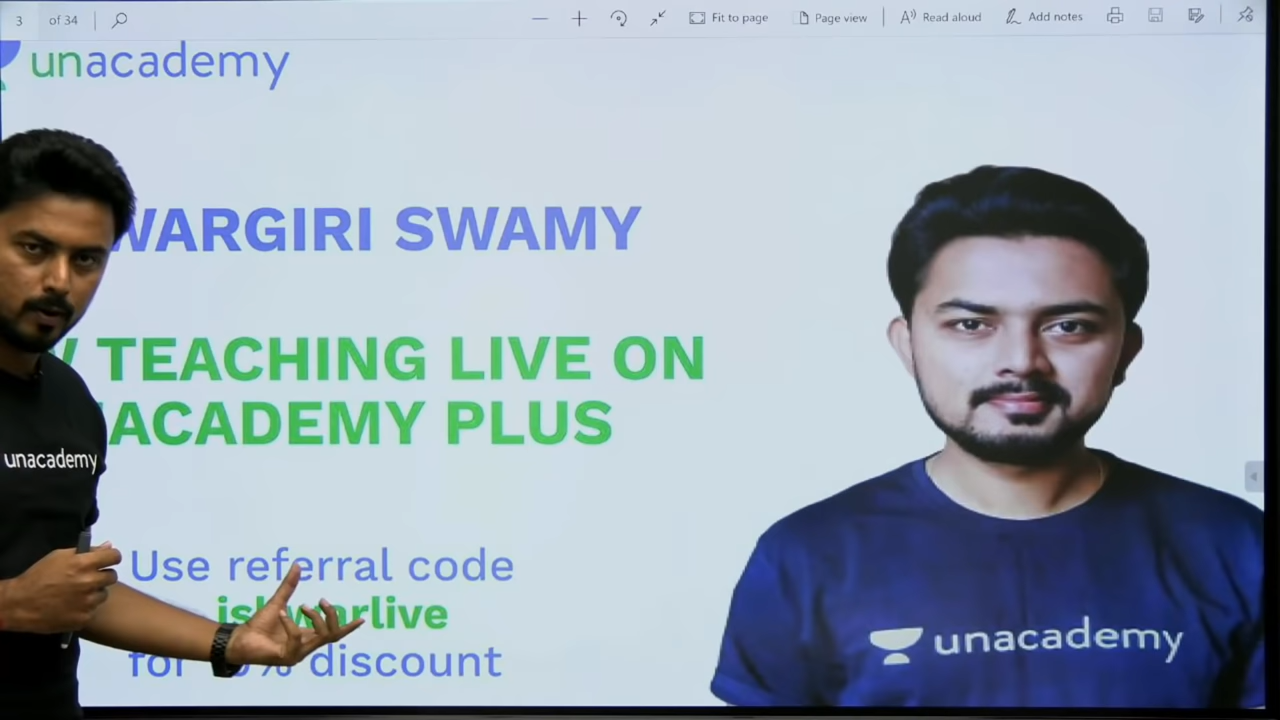 3 of 34 Fit to page Page view Read aloud Add notes
unacademy
WARGIRI SWAMY
TEACHING LIVE ON
ACADEMY PLUS
unacademy
Use referral code
ishwarlive
for discount
unacademy